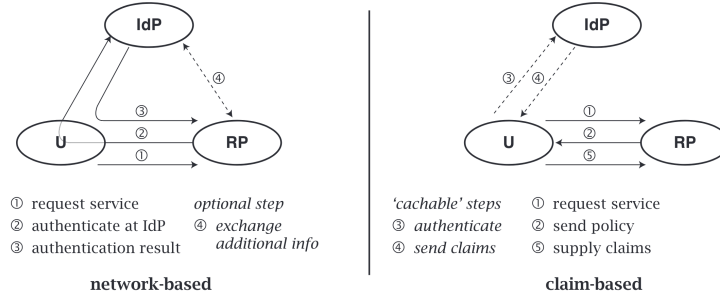 IdP
④
③
②
①
U
RP
① request service
② authenticate at IdP
③ authentication result
optional step
④ exchange
additional info
network-based
IdP
③ ④
①
②
⑤
U
RP
‘cachable’ steps
③ authenticate
④ send claims
① request service
② send policy
⑤ supply claims
claim-based